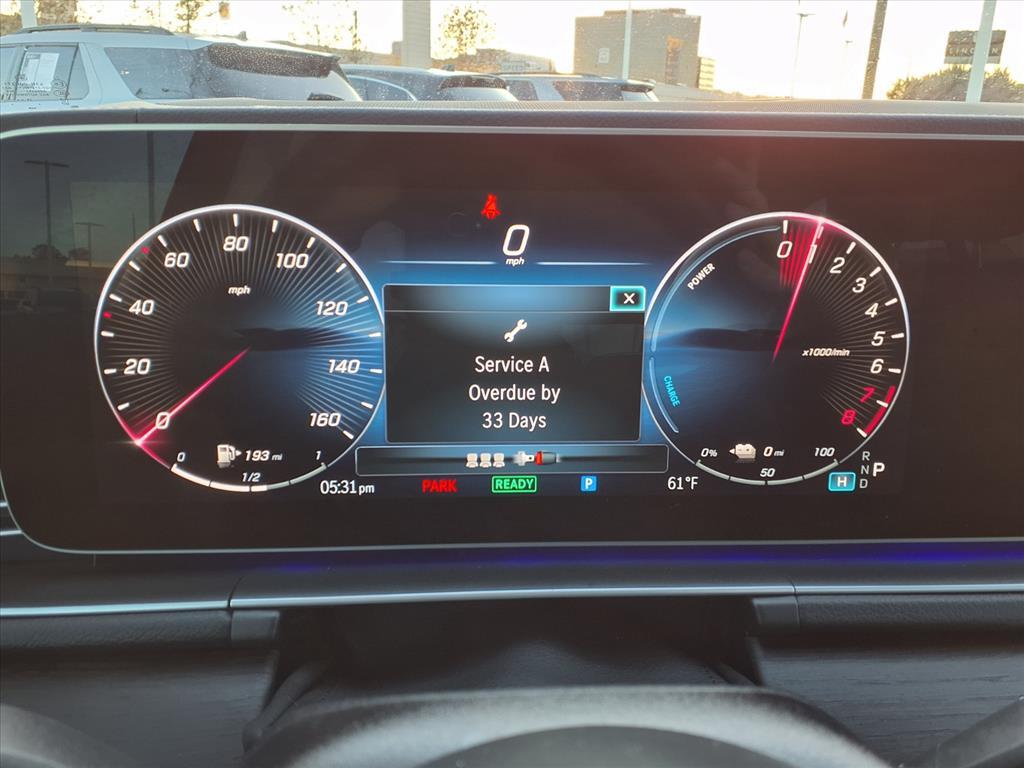 LINCOLN
0
mph
80
60
100
mph
40
120
20
140
0
160
193 mi
0
1/2
1
05:31 pm
X
Service A
Overdue by
33 Days
PARK
READY
P
61°F
POWER
CHARGE
0
1
2
3
4
5
6
7
8
x1000/min
0 mi
0%
50
100
H
R
N
D
P